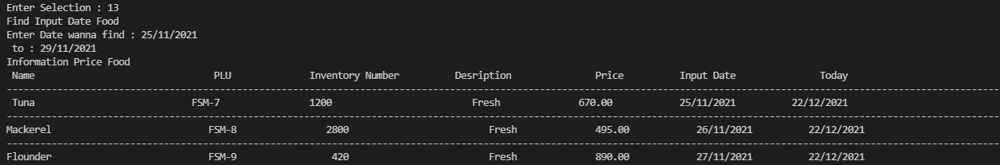 Enter Selection : 13
Find Input Date Food
Enter Date wanna find : 25/11/2021
to : 29/11/2021
Information Price Food
Name PLU Inventory Number Desription Price Input Date Today
Tuna FSM-7 1200 Fresh 670.00 25/11/2021 22/12/2021
Mackerel FSM-8 2800 Fresh 495.00 26/11/2021 22/12/2021
Flounder FSM-9 420 Fresh 890.00 27/11/2021 22/12/2021